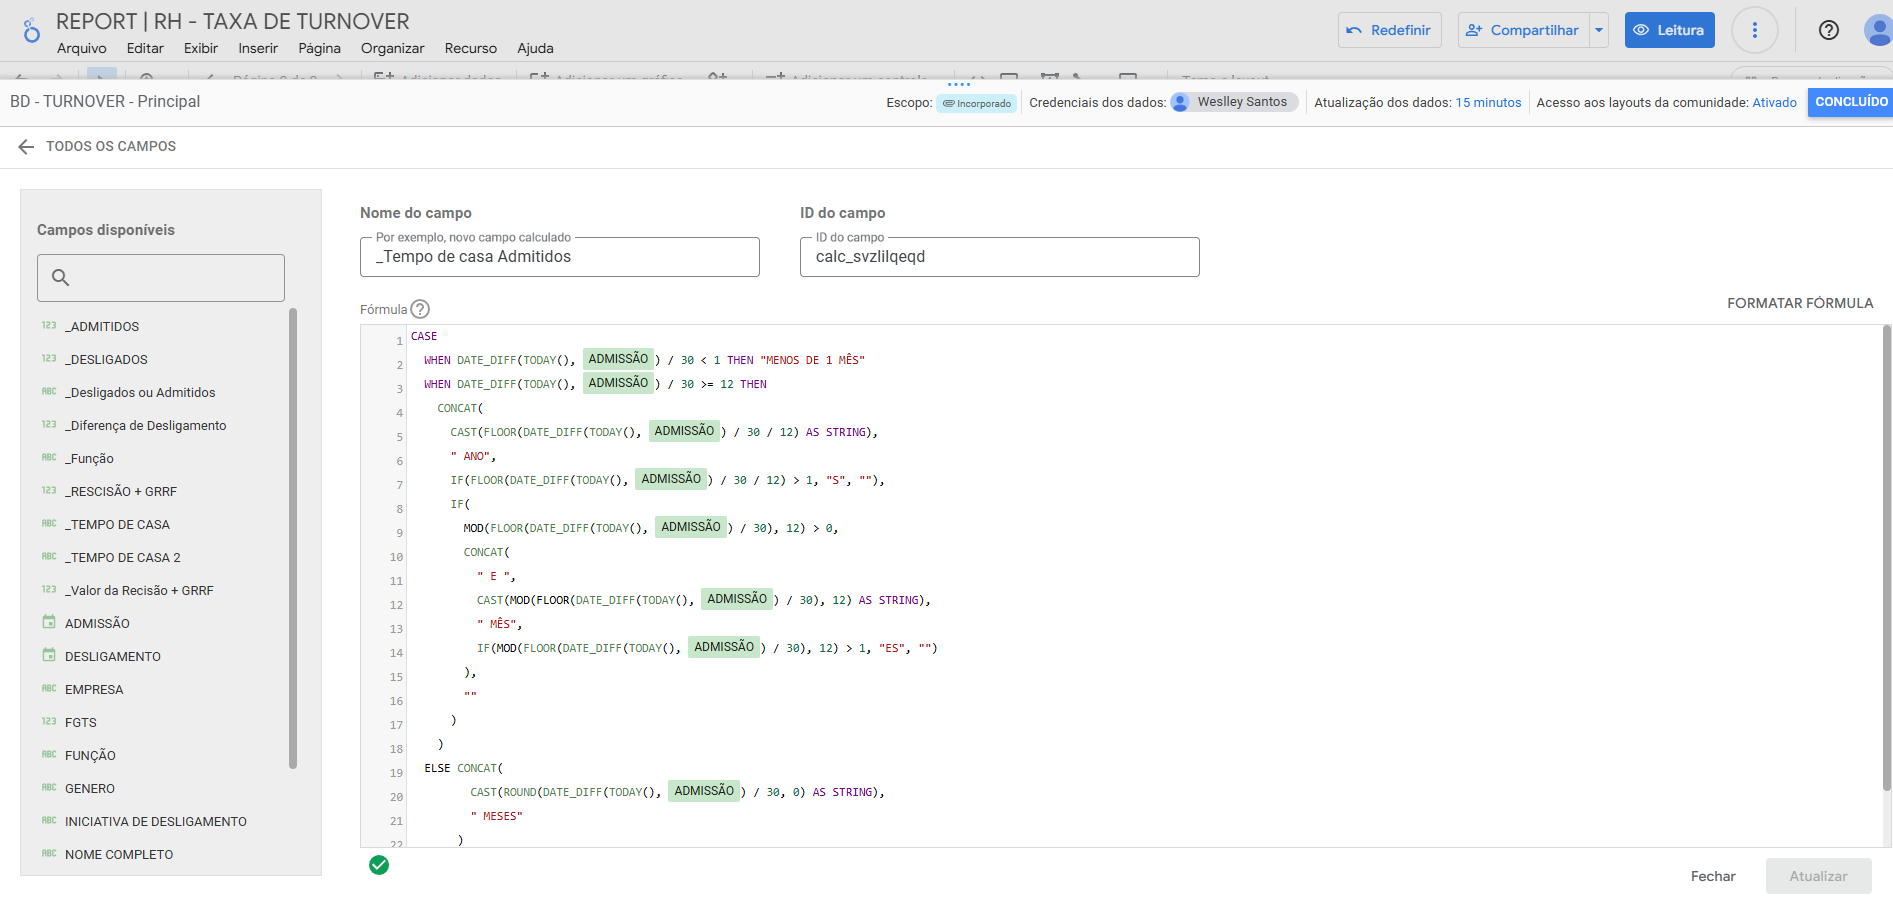 REPORT | RH - TAXA DE TURNOVER
Arquivo Editar Exibir Inserir Página Organizar Recurso Ajuda
Redefinir
Compartilhar
Leitura
BD - TURNOVER - Principal
Escopo: Incorporado
Credenciais dos dados: Weslley Santos
Atualização dos dados: 15 minutos
Acesso aos layouts da comunidade: Ativado
CONCLUÍDO
TODOS OS CAMPOS
Campos disponíveis
123 _ADMITIDOS
123 _DESLIGADOS
ABC _Desligados ou Admitidos
123 _Diferença de Desligamento
ABC _Função
123 _RESCISÃO + GRRF
ABC _TEMPO DE CASA
ABC _TEMPO DE CASA 2
123 _Valor da Recisão + GRRF
ADMISSÃO
DESLIGAMENTO
ABC EMPRESA
123 FGTS
ABC FUNÇÃO
ABC GENERO
ABC INICIATIVA DE DESLIGAMENTO
ABC NOME COMPLETO
Nome do campo
Por exemplo, novo campo calculado
_Tempo de casa Admitidos
ID do campo
ID do campo
calc_svzlilqeqd
Fórmula
FORMATAR FÓRMULA
1 CASE
2 WHEN DATE_DIFF(TODAY(), ADMISSÃO ) / 30 < 1 THEN "MENOS DE 1 MÊS"
3 WHEN DATE_DIFF(TODAY(), ADMISSÃO ) / 30 >= 12 THEN
4 CONCAT(
5 CAST(FLOOR(DATE_DIFF(TODAY(), ADMISSÃO ) / 30 / 12) AS STRING),
6 " ANO",
7 IF(FLOOR(DATE_DIFF(TODAY(), ADMISSÃO ) / 30 / 12) > 1, "S", ""),
8 IF(
9 MOD(FLOOR(DATE_DIFF(TODAY(), ADMISSÃO ) / 30), 12) > 0,
10 CONCAT(
11 " E ",
12 CAST(MOD(FLOOR(DATE_DIFF(TODAY(), ADMISSÃO ) / 30), 12) AS STRING),
13 " MÊS",
14 IF(MOD(FLOOR(DATE_DIFF(TODAY(), ADMISSÃO ) / 30), 12) > 1, "ES", "")
15 ),
16 ""
17 )
18 )
19 ELSE CONCAT(
20 CAST(ROUND(DATE_DIFF(TODAY(), ADMISSÃO ) / 30, 0) AS STRING),
21 " MESES"
22 )
Fechar
Atualizar